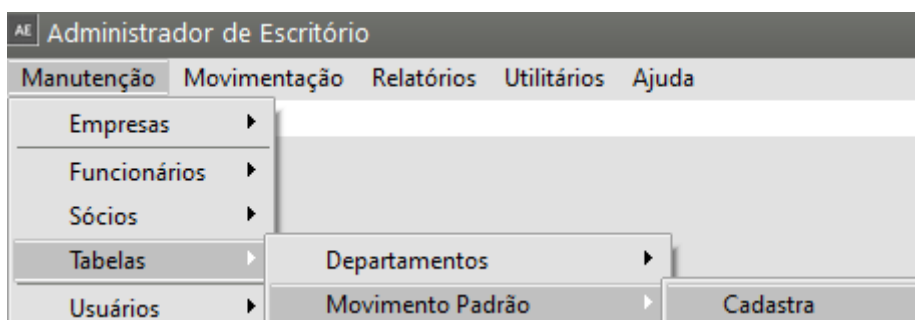 AE Administrador de Escritório
Manutenção Movimentação Relatórios Utilitários Ajuda
Empresas
Funcionários
Sócios
Tabelas Departamentos
Usuários Movimento Padrão Cadastra